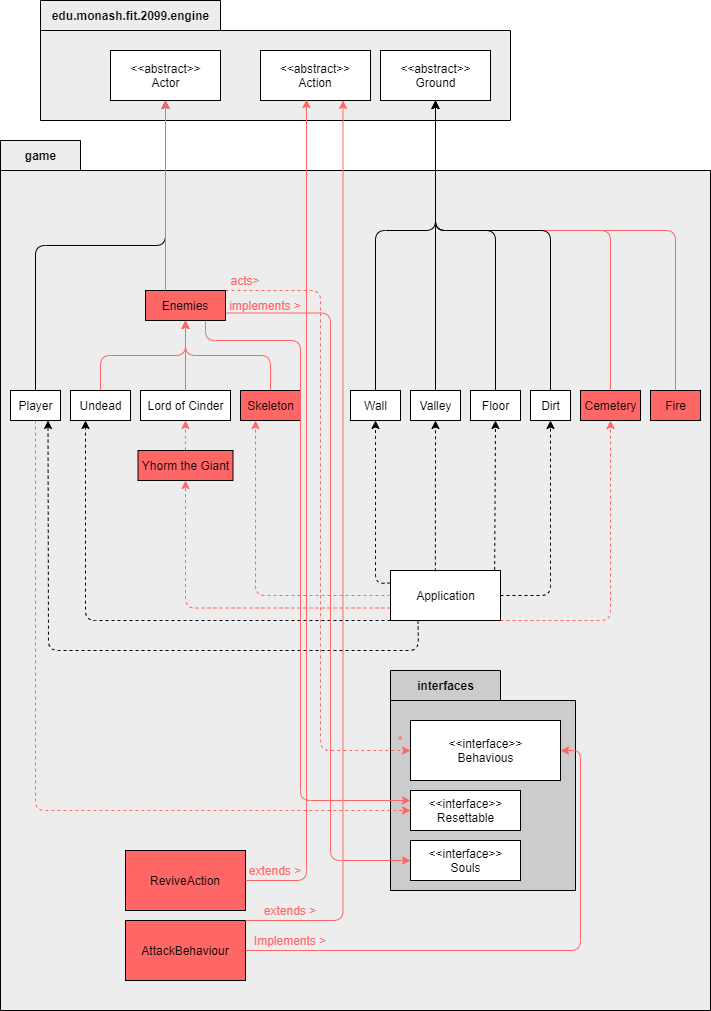 edu.monash.fit.2099.engine
<<abstract>>
Actor
<<abstract>>
Action
<<abstract>>
Ground
game
acts>
Enemies
implements >
Player
Undead
Lord of Cinder
Skeleton
Wall
Valley
Floor
Dirt
Cemetery
Fire
Yhorm the Giant
Application
interfaces
*
<<interface>>
Behavious
<<interface>>
Resettable
<<interface>>
Souls
ReviveAction
extends >
extends >
AttackBehaviour
Implements >